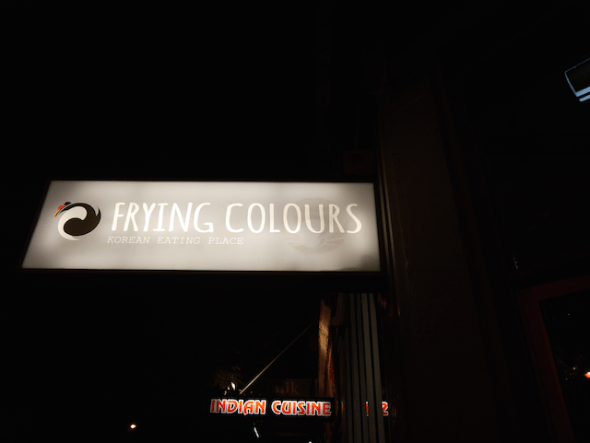 FRYING COLOURS
KOREAN EATING PLACE
INDIAN CUISINE